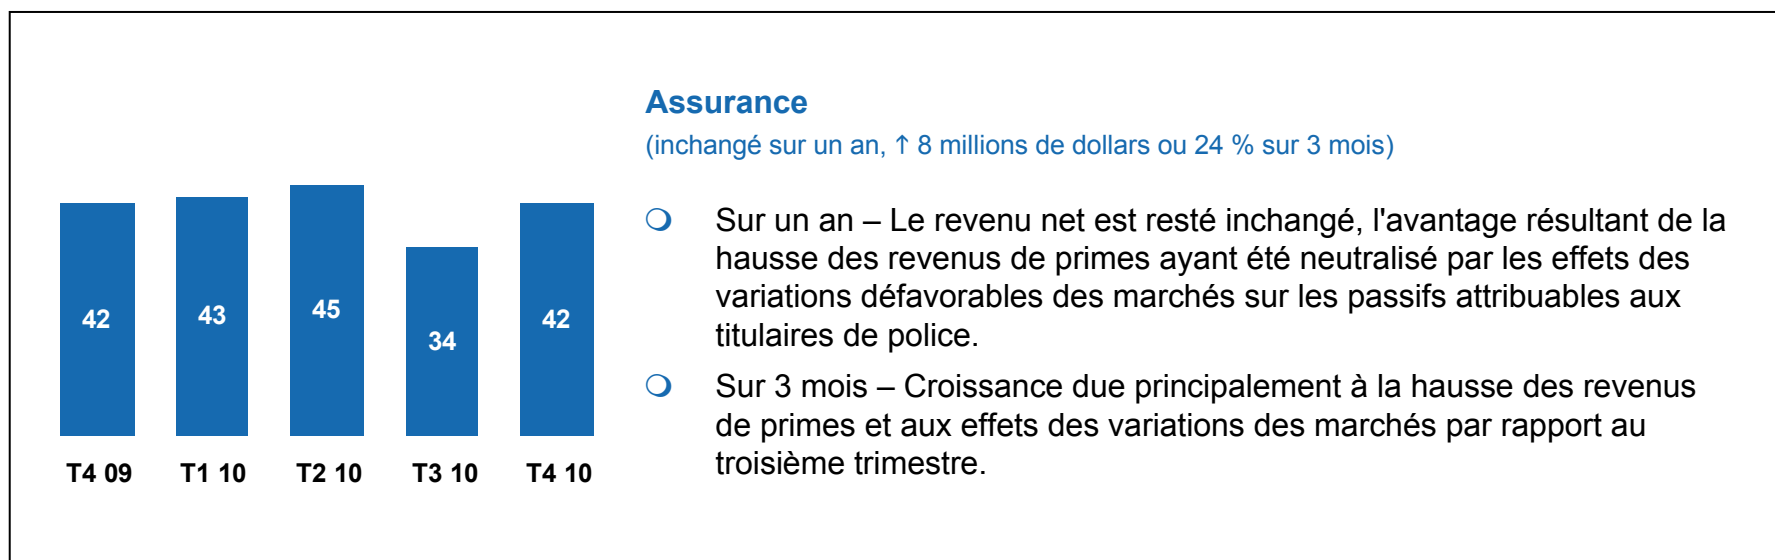 Assurance
(inchangé sur un an, ↑ 8 millions de dollars ou 24 % sur 3 mois)
Sur un an – Le revenu net est resté inchangé, l'avantage résultant de la
hausse des revenus de primes ayant été neutralisé par les effets des
variations défavorables des marchés sur les passifs attribuables aux
titulaires de police.
Sur 3 mois – Croissance due principalement à la hausse des revenus
de primes et aux effets des variations des marchés par rapport au
troisième trimestre.
42 43 45 34 42
T4 09 T1 10 T2 10 T3 10 T4 10